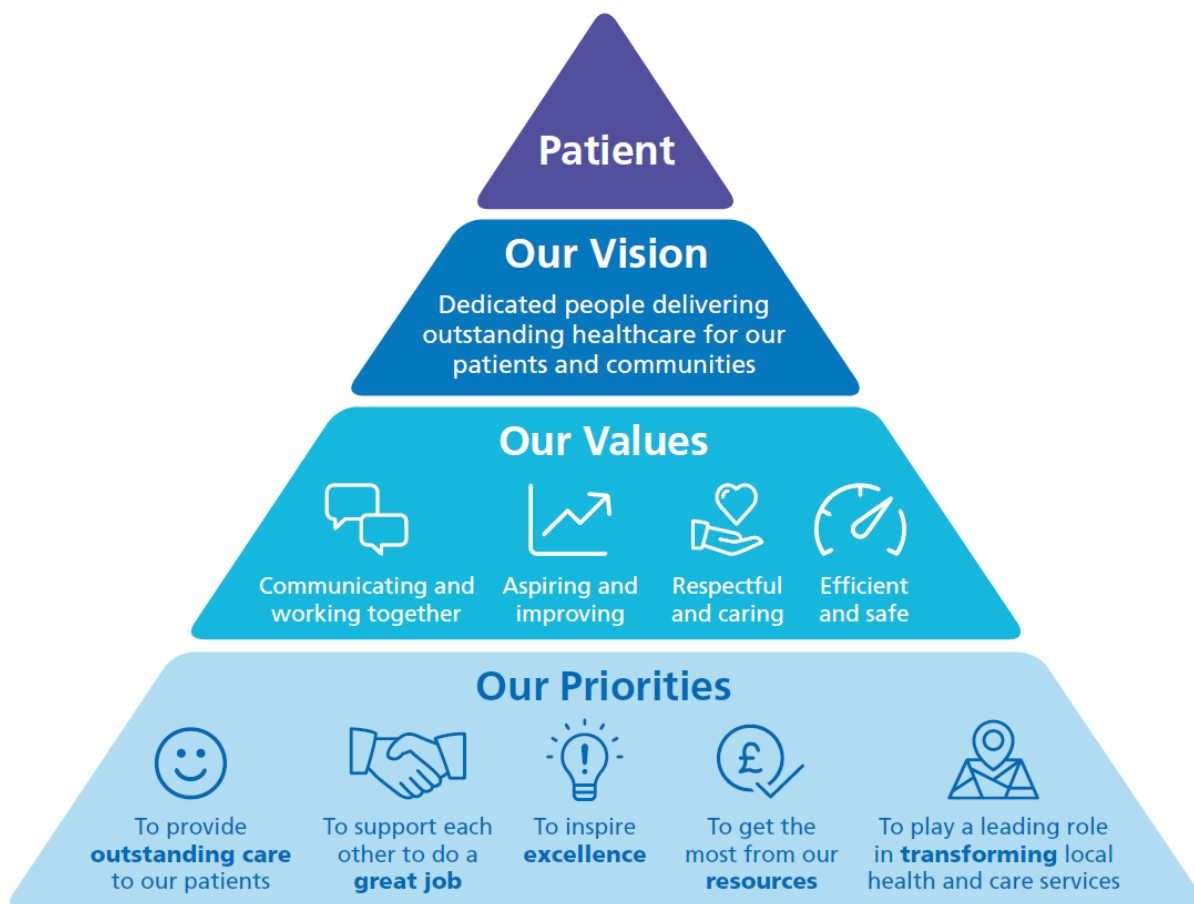 Patient
Our Vision
Dedicated people delivering
outstanding healthcare for our
patients and communities
Our Values
Communicating and
working together
Aspiring and
improving
Respectful
and caring
Efficient
and safe
Our Priorities
£
To provide
outstanding care
to our patients
To support each
other to do a
great job
To inspire
excellence
To get the
most from our
resources
To play a leading role
in transforming local
health and care services